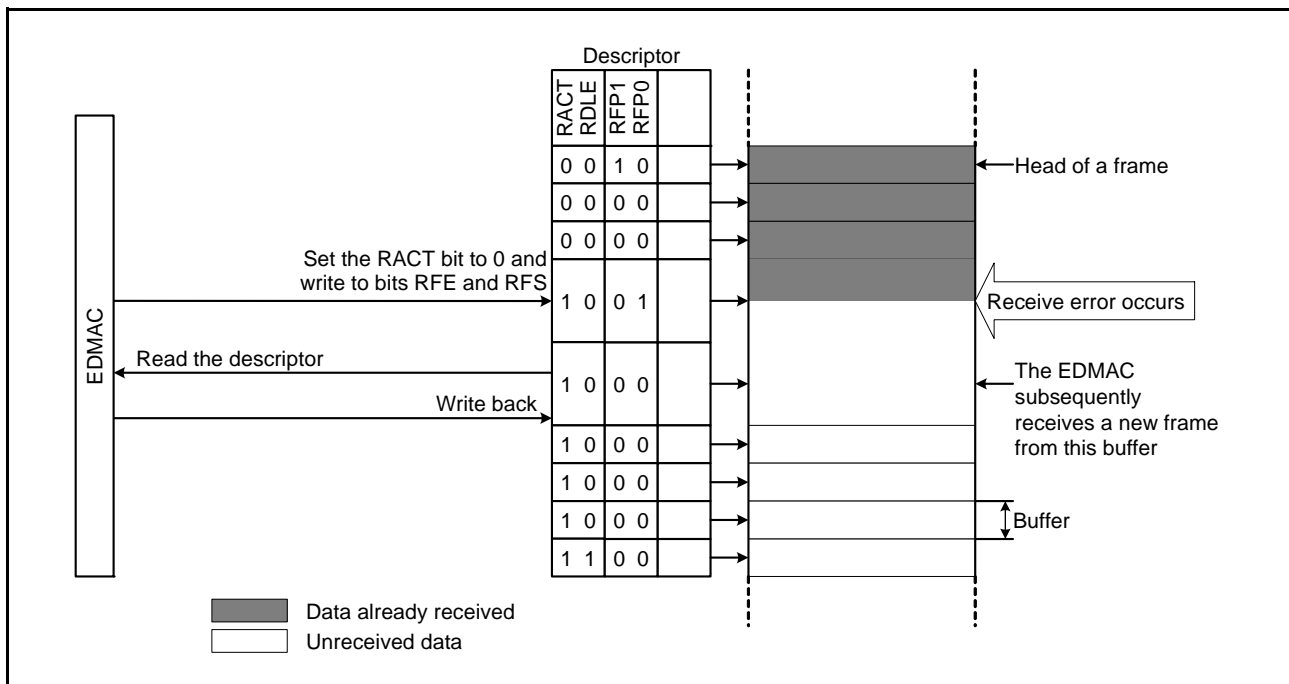 Descriptor
RACT
RDLE
RFP1
RFP0
0 0 1 0
Head of a frame
0 0 0 0
0 0 0 0
Set the RACT bit to 0 and
write to bits RFE and RFS
1 0 0 1
Receive error occurs
EDMAC
Read the descriptor
1 0 0 0
Write back
The EDMAC
subsequently
receives a new frame
from this buffer
1 0 0 0
1 0 0 0
1 0 0 0
Buffer
1 1 0 0
Data already received
Unreceived data